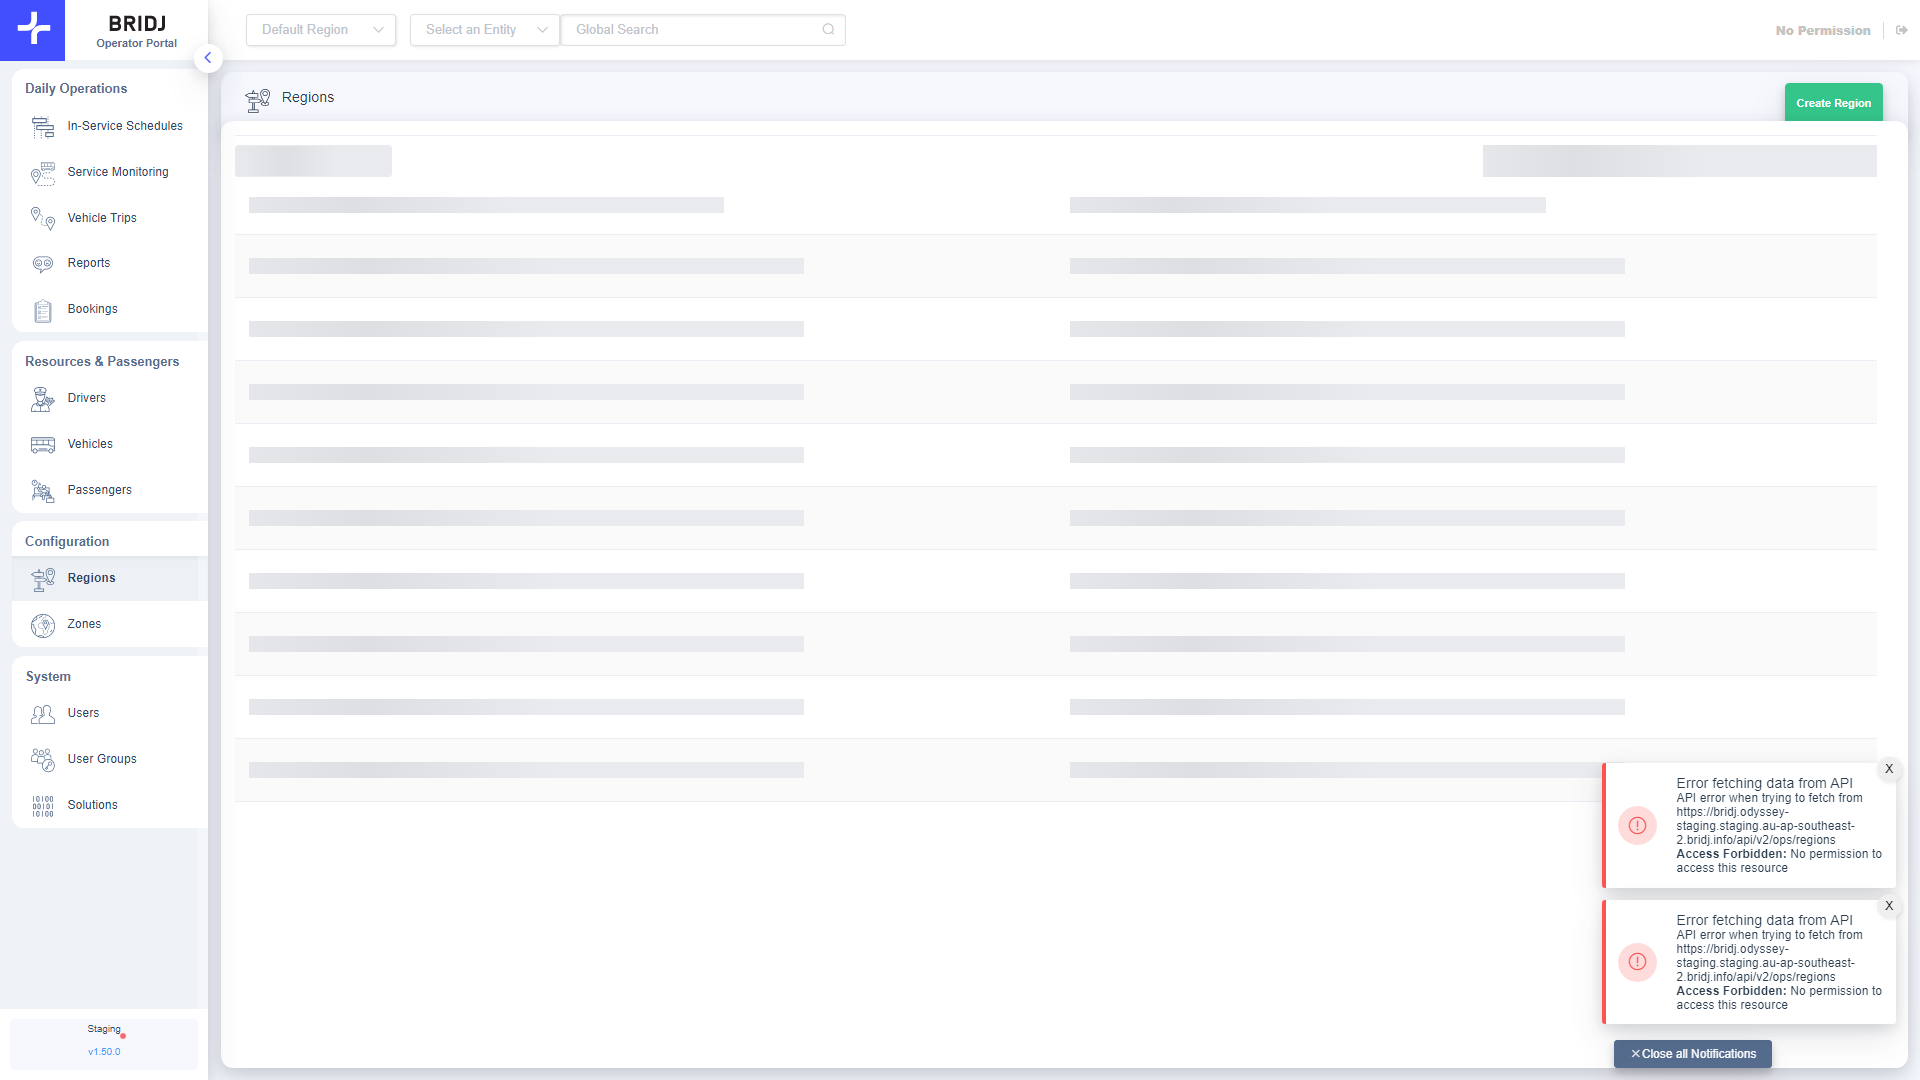 BRIDJ
Operator Portal
Default Region
Select an Entity
Global Search
No Permission
Daily Operations
In-Service Schedules
Service Monitoring
Vehicle Trips
Reports
Bookings
Resources & Passengers
Drivers
Vehicles
Passengers
Configuration
Regions
Zones
System
Users
User Groups
Solutions
Staging
v1.50.0
Regions
Create Region
X
Error fetching data from API
API error when trying to fetch from
https://bridj.odyssey-
staging.staging.au-ap-southeast-
2.bridj.info/api/v2/ops/regions
Access Forbidden: No permission to
access this resource
X
Error fetching data from API
API error when trying to fetch from
https://bridj.odyssey-
staging.staging.au-ap-southeast-
2.bridj.info/api/v2/ops/regions
Access Forbidden: No permission to
access this resource
×Close all Notifications